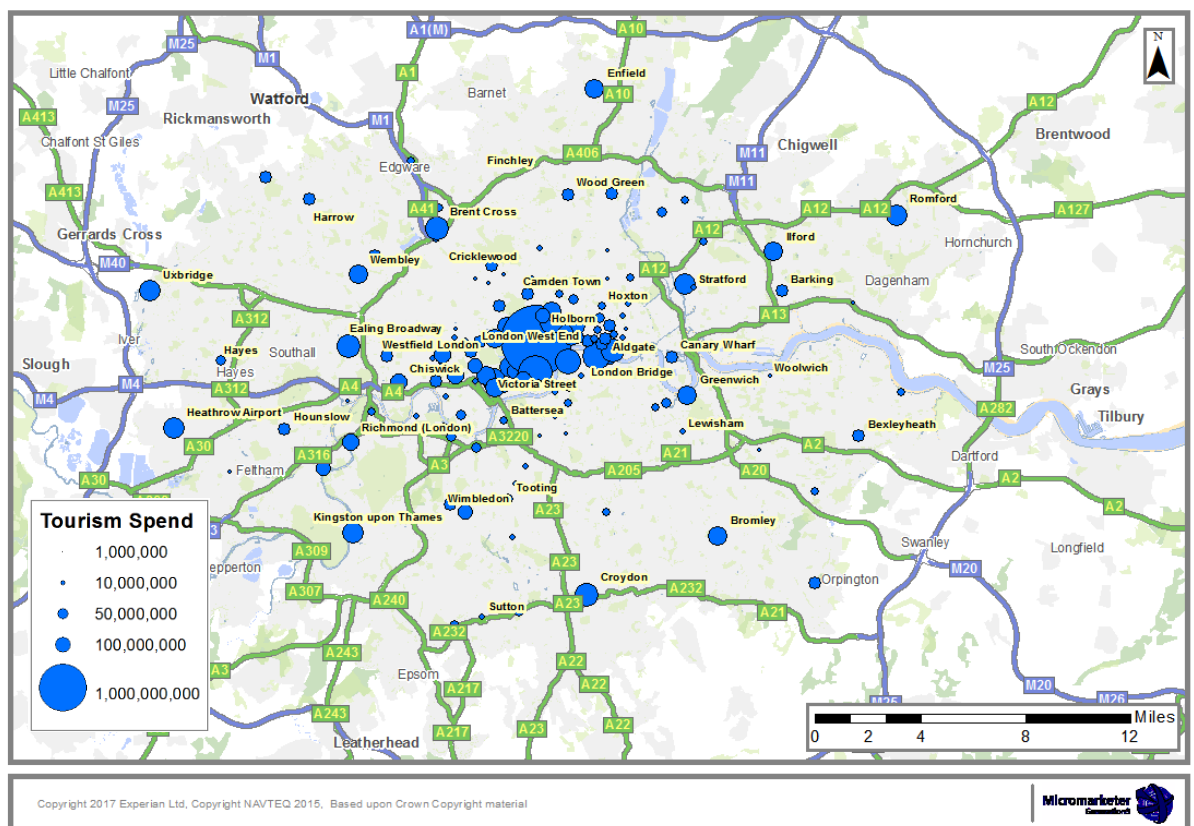 A1(M)
A10
M25
M1
A1
Enfield
Little Chalfont
Barnet
A10
Watford
M25
A12
A413
Rickmansworth
M1
Brentwood
Chalfont St Giles
Chigwell
Finchley
A406
M11
Edgware
M11
A413
Wood Green
Romford
A41
Brent Cross
A12
A12
A127
Harrow
A12
Gerrards Cross
Ilford
Hornchurch
M40
Wembley
Cricklewood
A12
Uxbridge
Camden Town
Stratford
Barking
Dagenham
Hoxton
A312
Holborn
A13
Iver
Ealing Broadway
London West End
Westfield London
Aldgate
Canary Wharf
South Ockendon
Slough
Hayes
Southall
Hayes
Chiswick
London Bridge
Woolwich
M25
M4
A312
A4
A4
Victoria Street
Greenwich
Grays
M4
Heathrow Airport
Hounslow
Battersea
A282
Tilbury
Richmond (London)
Lewisham
Bexleyheath
A30
A316
A3220
A2
Feltham
A3
A21
Dartford
A30
A205
A20
A2
Tooting
Wimbledon
A23
A2
Kingston upon Thames
Bromley
A309
Swanley
Longfield
epperton
A23
M20
A307
Croydon
A232
Orpington
A240
Sutton
A23
A21
A232
A243
A3
Epsom
A22
A217
A22
M20
M26
A243
A23
A22
A217
Leatherhead
N
Tourism Spend
1,000,000
10,000,000
50,000,000
100,000,000
1,000,000,000
Miles
0 2 4 8 12
Copyright 2017 Experian Ltd, Copyright NAVTEQ 2015, Based upon Crown Copyright material
Micromarketer